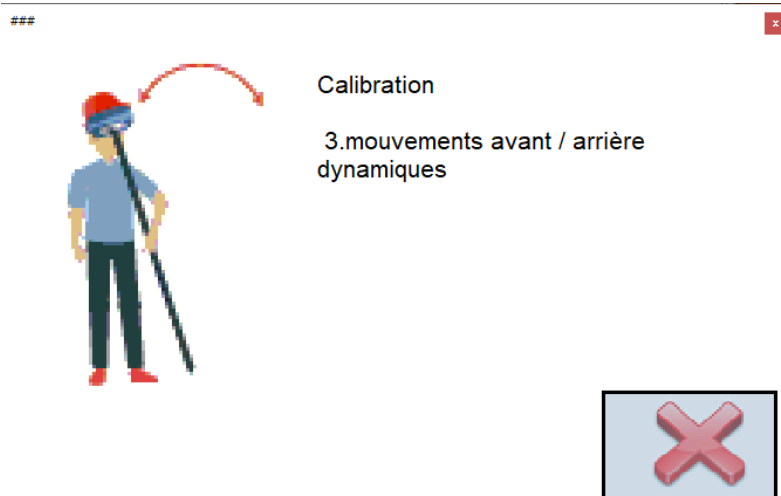 ###
x
Calibration
3.mouvements avant / arrière
dynamiques